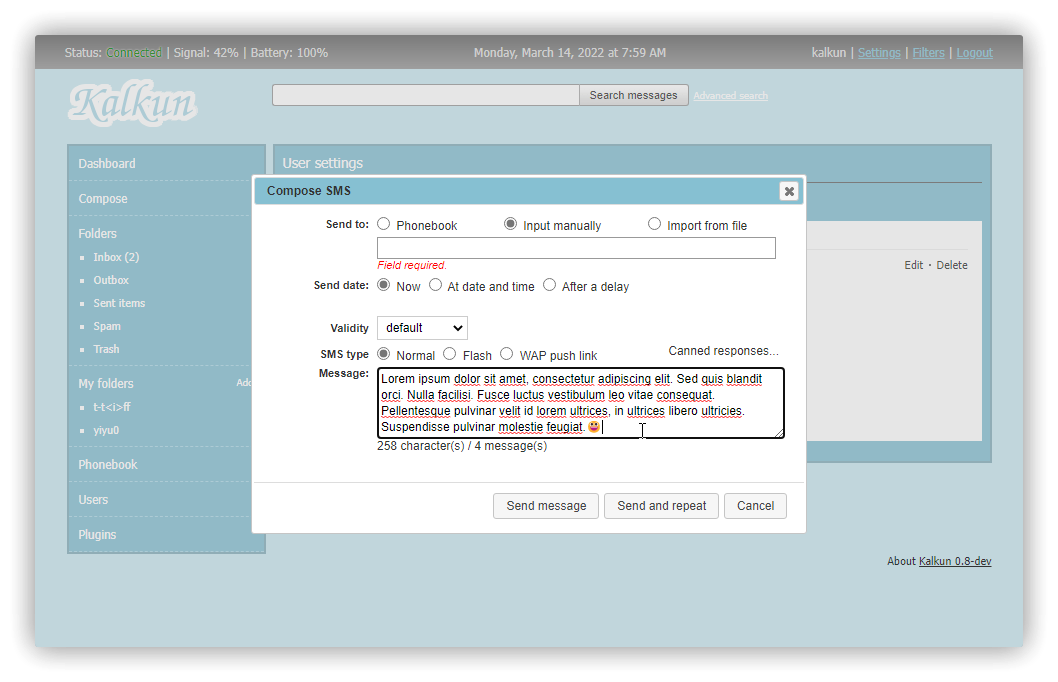 Status: Connected | Signal: 42% | Battery: 100%
Monday, March 14, 2022 at 7:59 AM
kalkun | Settings | Filters | Logout
Kalkun
Search messages
Advanced search
Dashboard
Compose
Folders
Inbox (2)
Outbox
Sent items
Spam
Trash
My folders
Add
t-t<i>ff
yiyu0
Phonebook
Users
Plugins
User settings
Edit · Delete
Compose SMS
Send to: Phonebook Input manually Import from file
Field required.
Send date: Now At date and time After a delay
Validity default
SMS type Normal Flash WAP push link
Canned responses...
Message:
Lorem ipsum dolor sit amet, consectetur adipiscing elit. Sed quis blandit
orci. Nulla facilisi. Fusce luctus vestibulum leo vitae consequat.
Pellentesque pulvinar velit id lorem ultrices, in ultrices libero ultricies.
Suspendisse pulvinar molestie feugiat.😃
258 character(s) / 4 message(s)
Send message
Send and repeat
Cancel
About Kalkun 0.8-dev